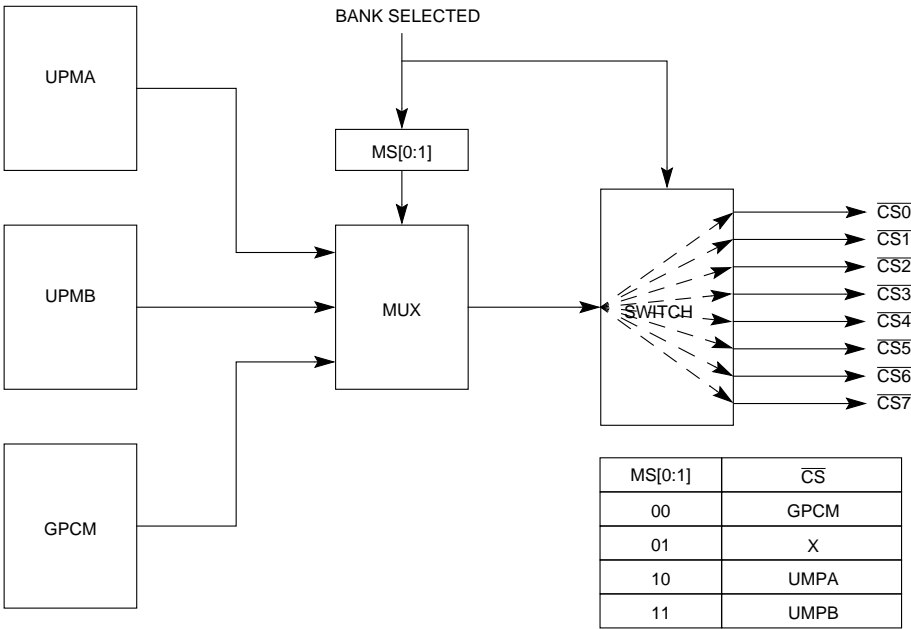 BANK SELECTED
UPMA
MS[0:1]
UPMB
MUX
SWITCH
CS0
CS1
CS2
CS3
CS4
CS5
CS6
CS7
GPCM
MS[0:1] CS
00 GPCM
01 X
10 UMPA
11 UMPB